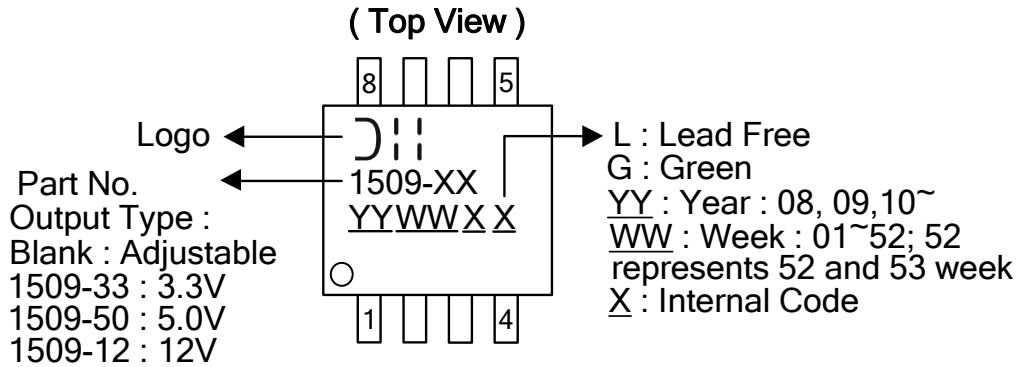 ( Top View )
8 5
Logo
Part No.
Output Type :
Blank : Adjustable
1509-33 : 3.3V
1509-50 : 5.0V
1509-12 : 12V
1509-XX
YYWWX X
1 4
L : Lead Free
G : Green
YY : Year : 08, 09,10~
WW : Week : 01~52; 52
represents 52 and 53 week
X : Internal Code